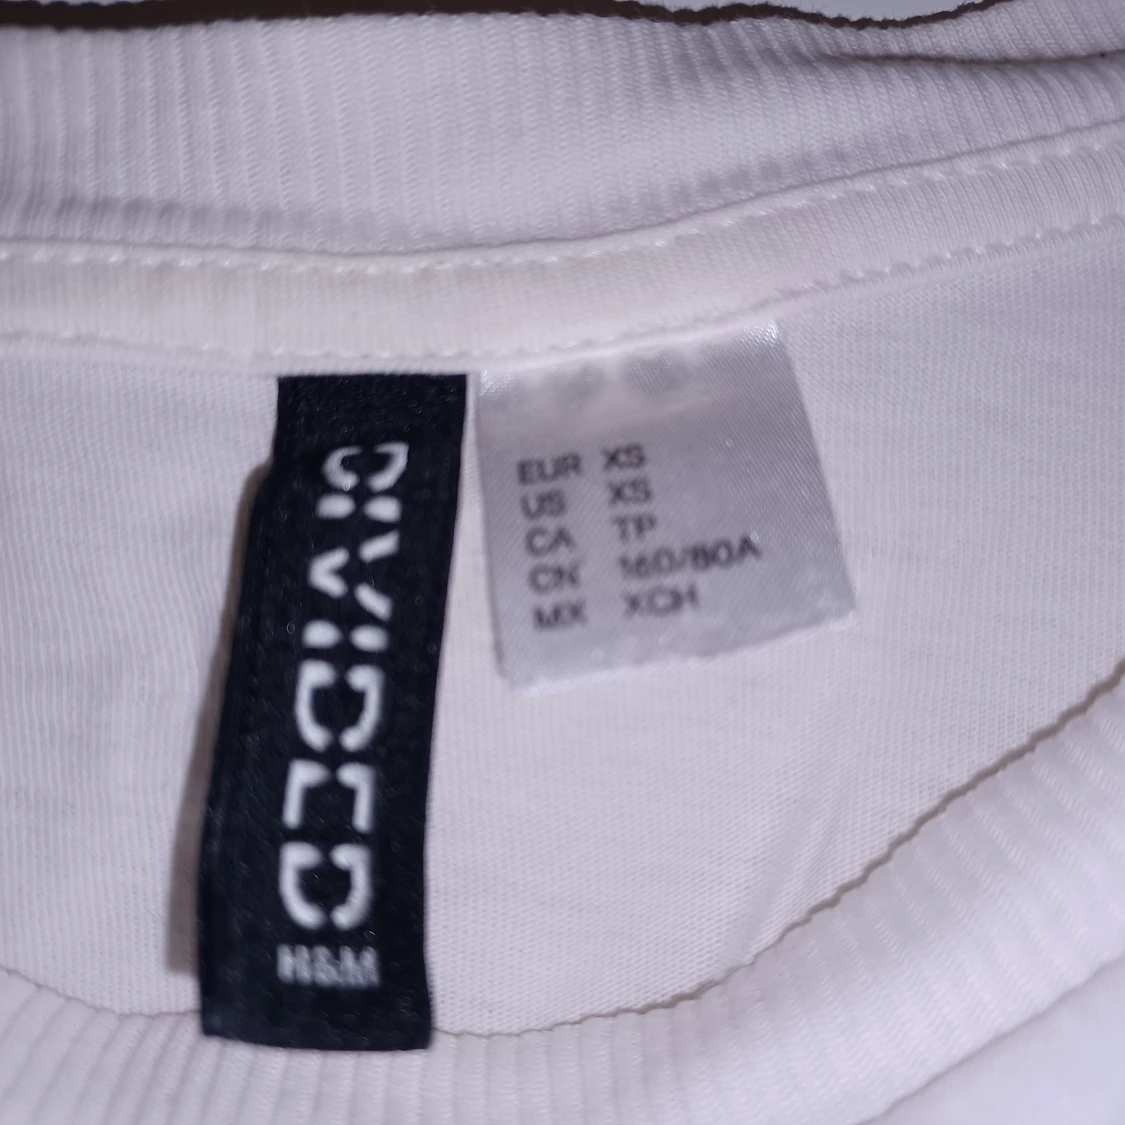 DIVIDED
H&M
EUR XS
US XS
CA TP
CN 160/80A
MX XCH